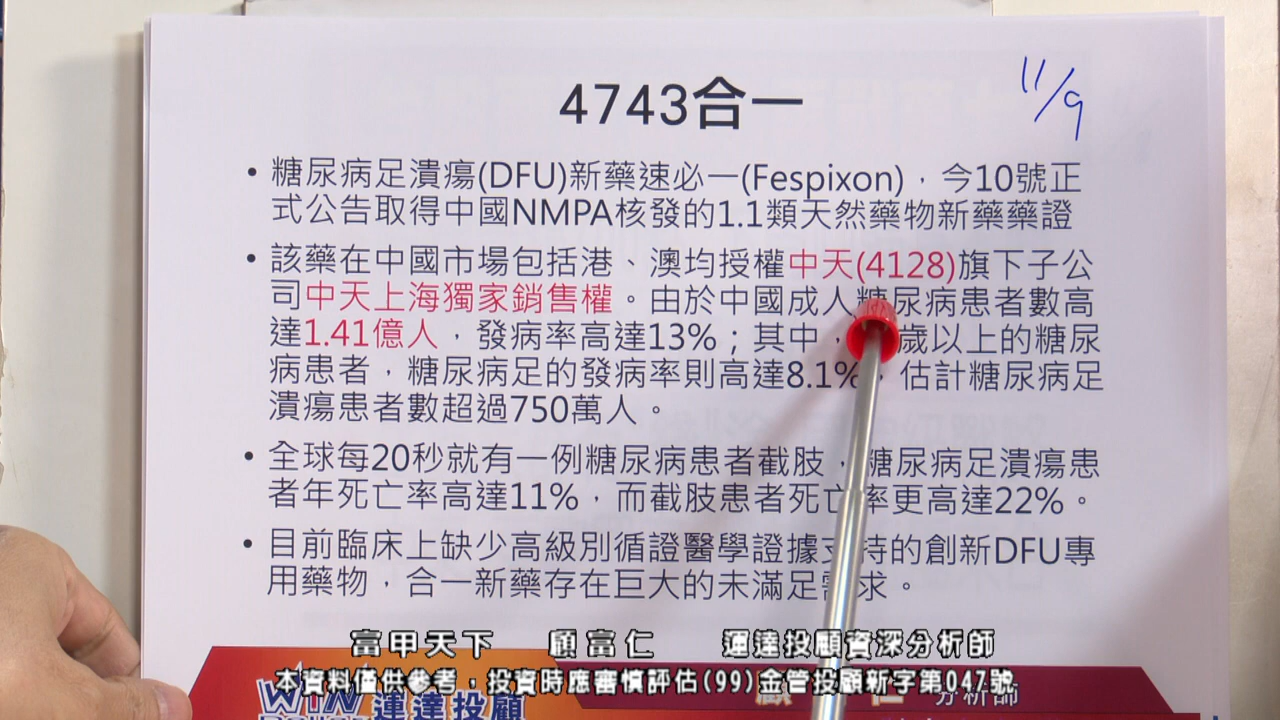 4743合一
11/9
• 糖尿病足潰瘍(DFU)新藥速必一(Fespixon)，今10號正
式公告取得中國NMPA核發的1.1類天然藥物新藥藥證
• 該藥在中國市場包括港、澳均授權中天(4128)旗下子公
司中天上海獨家銷售權。由於中國成人糖尿病患者數高
達1.41億人，發病率高達13%；其中，歲以上的糖尿
病患者，糖尿病足的發病率則高達8.1%，估計糖尿病足
潰瘍患者數超過750萬人。
• 全球每20秒就有一例糖尿病患者截肢，糖尿病足潰瘍患
者年死亡率高達11%，而截肢患者死亡率更高達22%。
• 目前臨床上缺少高級別循證醫學證據支持的創新DFU專
用藥物，合一新藥存在巨大的未滿足需求。
富甲天下 顧富仁 運達投顧資深分析師
本資料僅供參考，投資時應審慎評估(99)金管投顧新字第047號
WIN 運達投顧 分析師